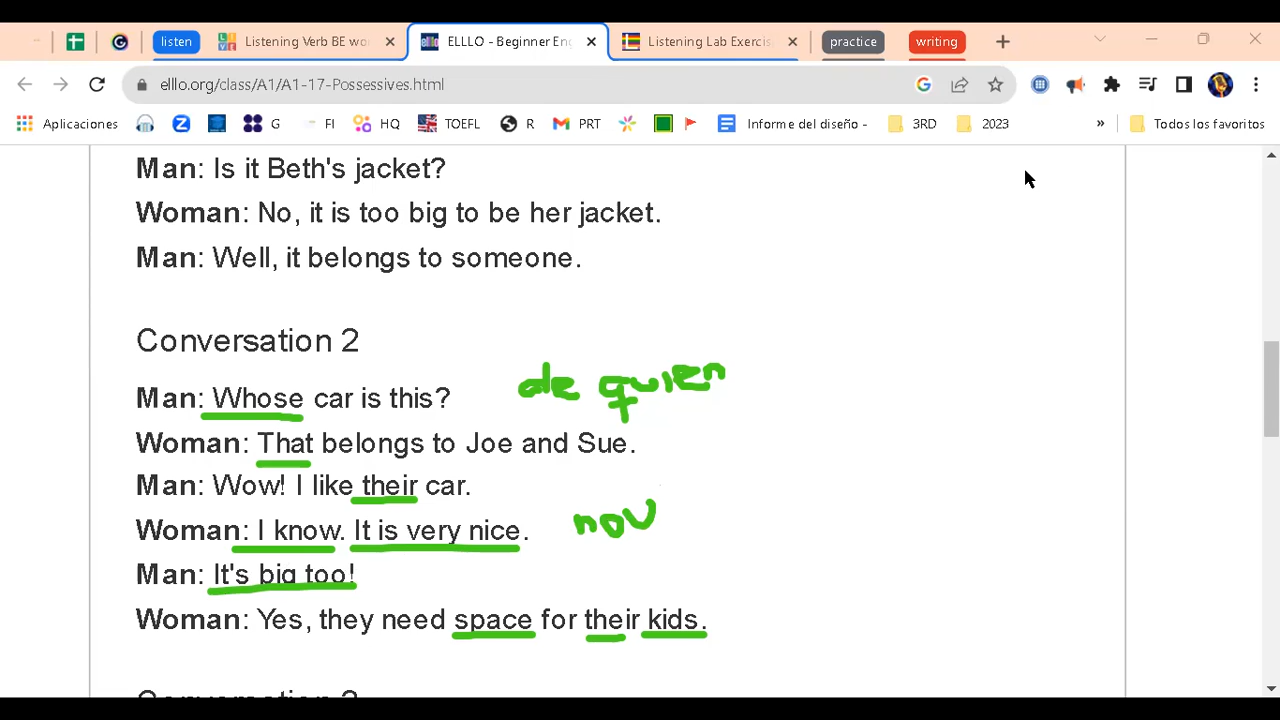 listen
Listening Verb BE wo
ELLLO - Beginner Eng
Listening Lab Exercis
practice
writing
elllo.org/class/A1/A1-17-Possessives.html
Aplicaciones
G
FI
HQ
TOEFL
R
PRT
Informe del diseño -
3RD
2023
»
Todos los favoritos
Man: Is it Beth's jacket?
Woman: No, it is too big to be her jacket.
Man: Well, it belongs to someone.
Conversation 2
Man: Whose car is this? de quien
Woman: That belongs to Joe and Sue.
Man: Wow! I like their car.
Woman: I know. It is very nice. nou
Man: It's big too!
Woman: Yes, they need space for their kids.